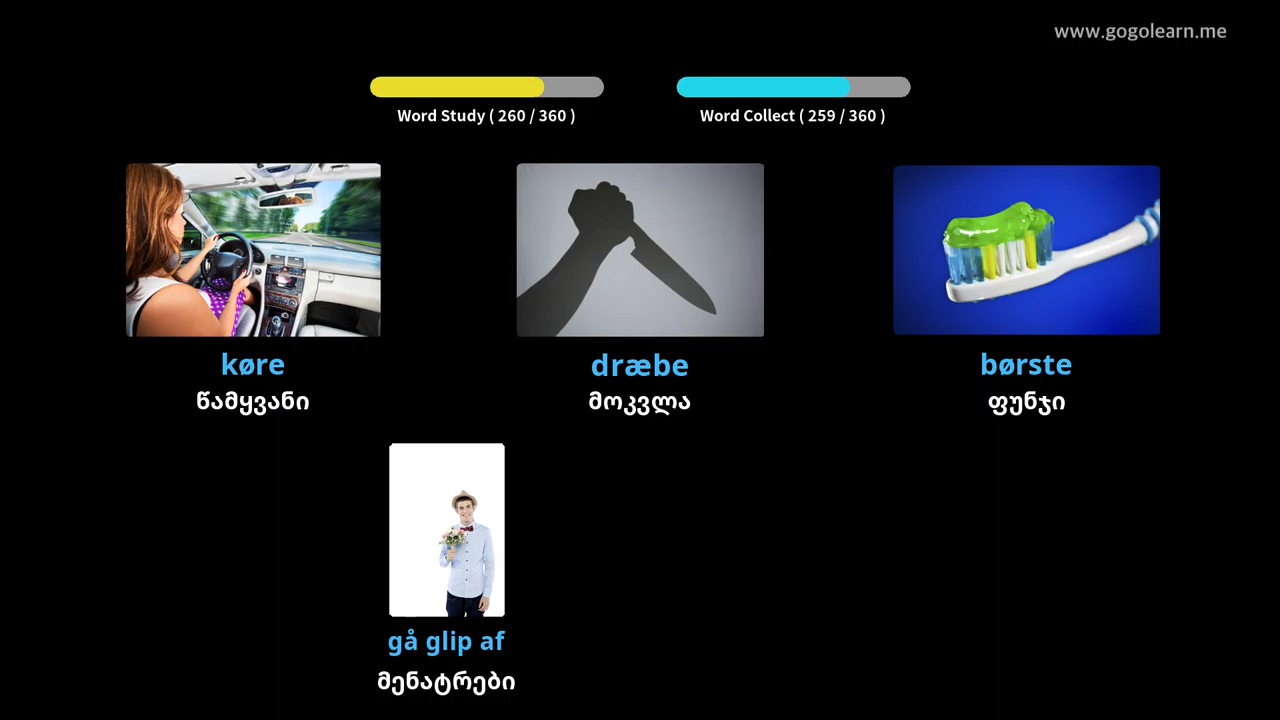 www.gogolearn.me
Word Study ( 260 / 360 )
Word Collect ( 259 / 360 )
køre
dræbe
børste
წამყვანი
მოკვლა
ფუნჯი
gå glip af
მენატრები